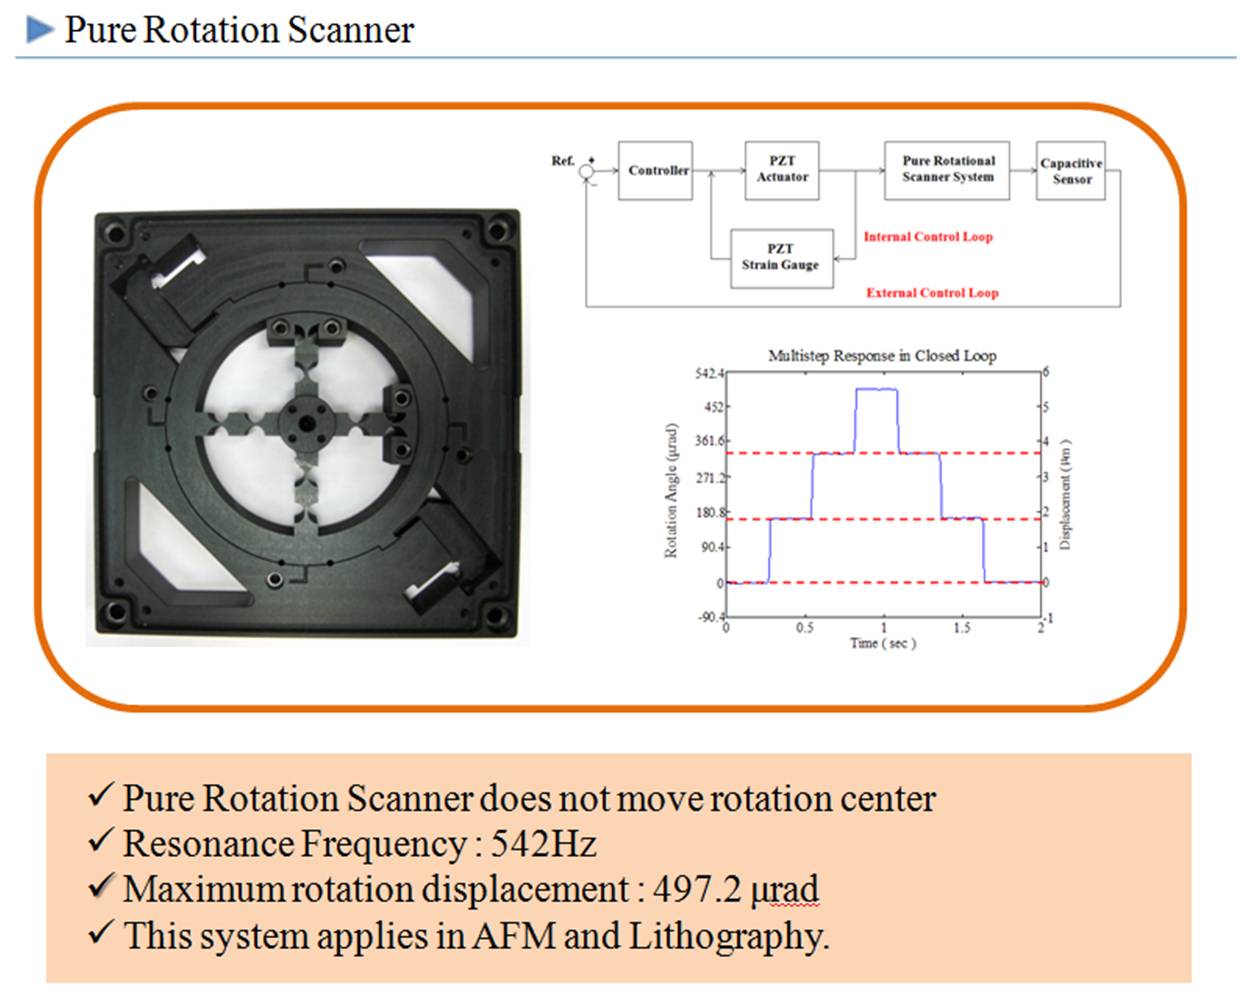 Pure Rotation Scanner
Ref.
+
−
Controller
PZT
Actuator
Pure Rotational
Scanner System
Capacitive
Sensor
PZT
Strain Gauge
Internal Control Loop
External Control Loop
Multistep Response in Closed Loop
542.4
452
361.6
271.2
180.8
90.4
0
-90.4
Rotation Angle (μrad)
6
5
4
3
2
1
0
-1
Displacement (μm)
0
0.5
1
1.5
2
Time ( sec )
✓ Pure Rotation Scanner does not move rotation center
✓ Resonance Frequency : 542Hz
✓ Maximum rotation displacement : 497.2 μrad
✓ This system applies in AFM and Lithography.